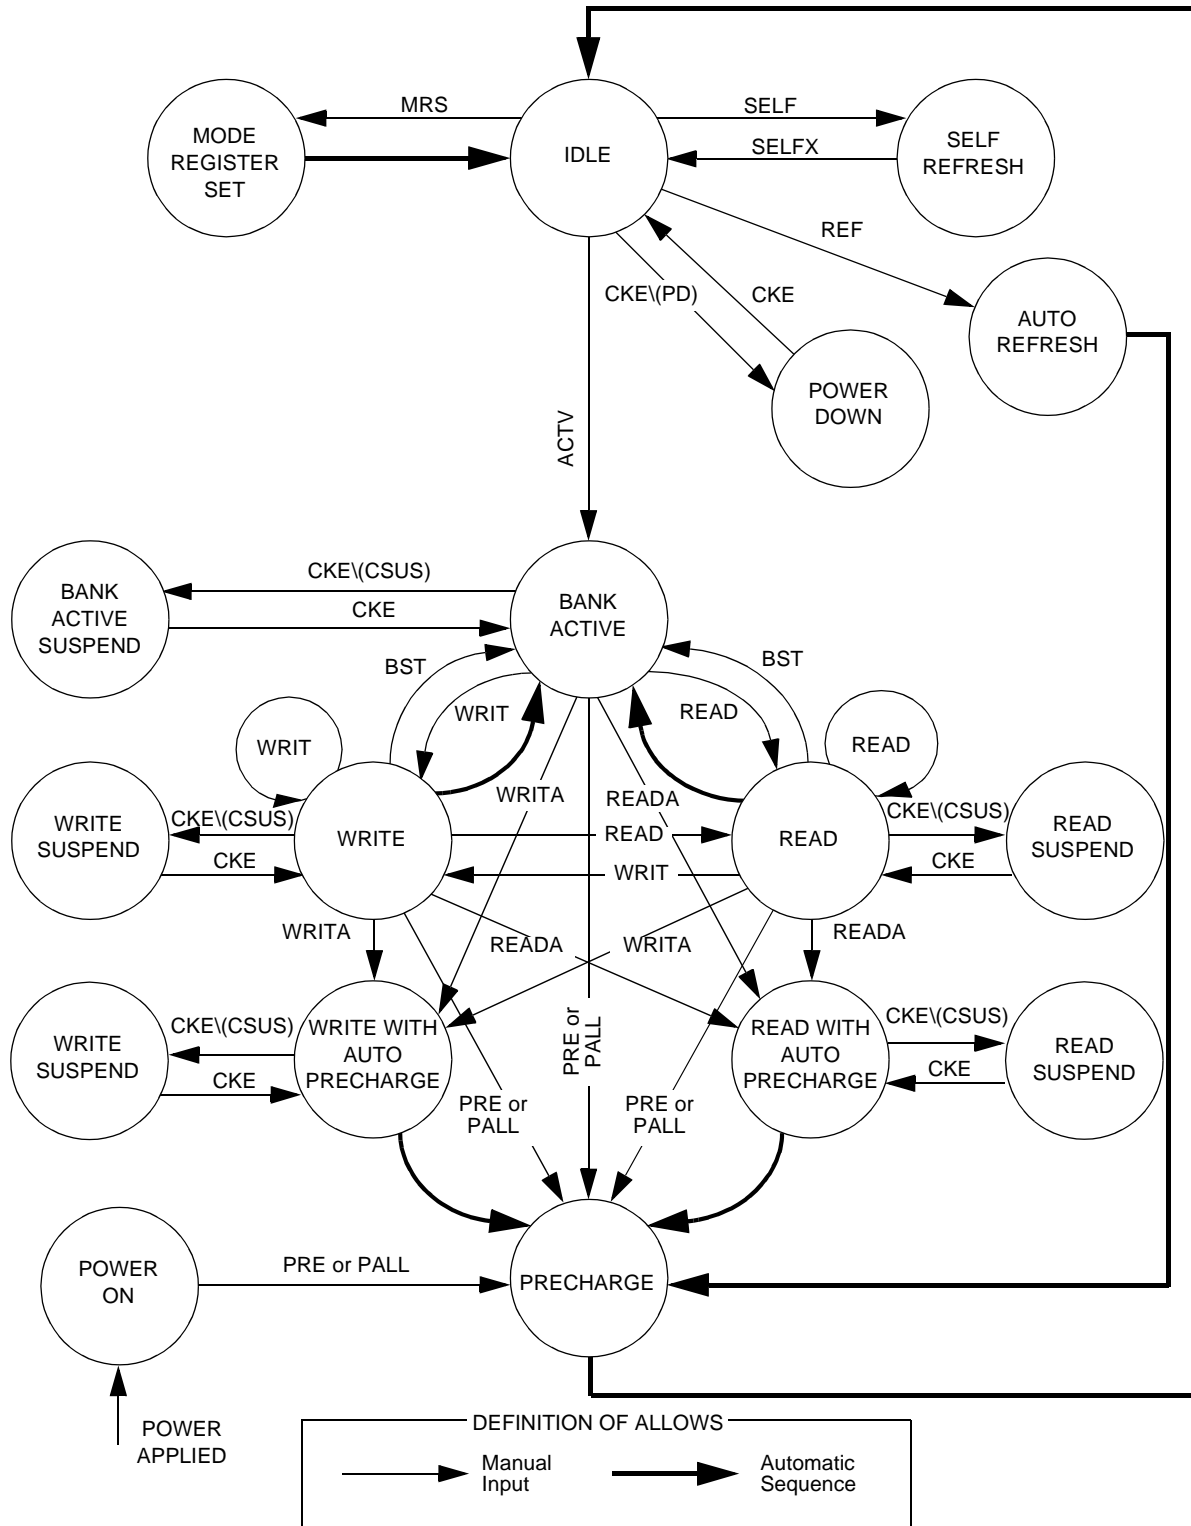 MRS
SELF
MODE
REGISTER
SET
IDLE
SELFX
SELF
REFRESH
REF
CKE\(PD)
CKE
AUTO
REFRESH
POWER
DOWN
ACTV
CKE\(CSUS)
BANK
ACTIVE
SUSPEND
CKE
BANK
ACTIVE
BST
BST
WRIT
READ
WRIT
READ
WRITA
READA
CKE\(CSUS)
CKE\(CSUS)
WRITE
SUSPEND
WRITE
READ
READ
READ
SUSPEND
CKE
WRIT
CKE
WRITA
READA
WRITA
READA
CKE\(CSUS)
CKE\(CSUS)
WRITE
SUSPEND
WRITE WITH
AUTO
PRECHARGE
PRE or
PALL
READ WITH
AUTO
PRECHARGE
READ
SUSPEND
CKE
CKE
PRE or
PALL
PRE or
PALL
POWER
ON
PRE or PALL
PRECHARGE
POWER
APPLIED
DEFINITION OF ALLOWS
Manual
Input
Automatic
Sequence